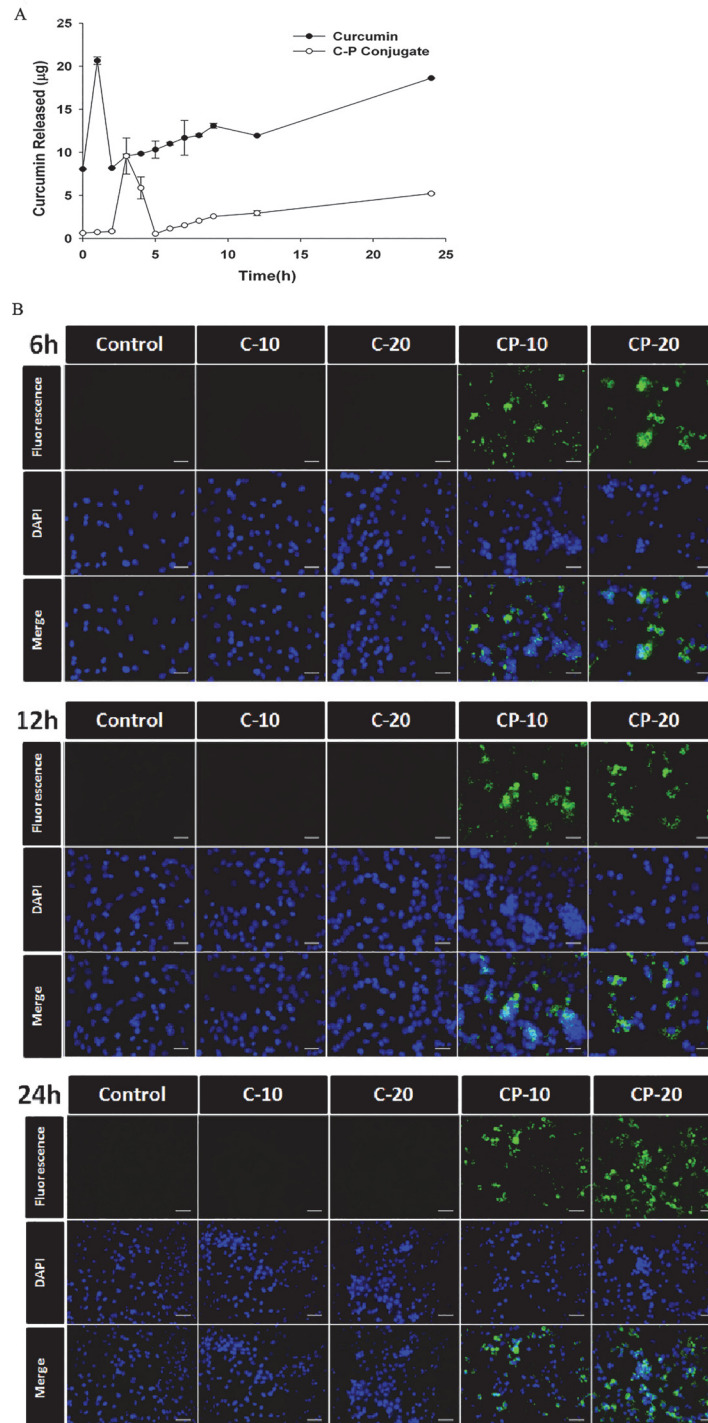 A
25
Curcumin
C-P Conjugate
20
15
10
5
0
Curcumin Released (µg)
0 5 10 15 20 25
Time(h)
B
6h Control C-10 C-20 CP-10 CP-20
Fluorescence
DAPI
Merge
12h Control C-10 C-20 CP-10 CP-20
Fluorescence
DAPI
Merge
24h Control C-10 C-20 CP-10 CP-20
Fluorescence
DAPI
Merge